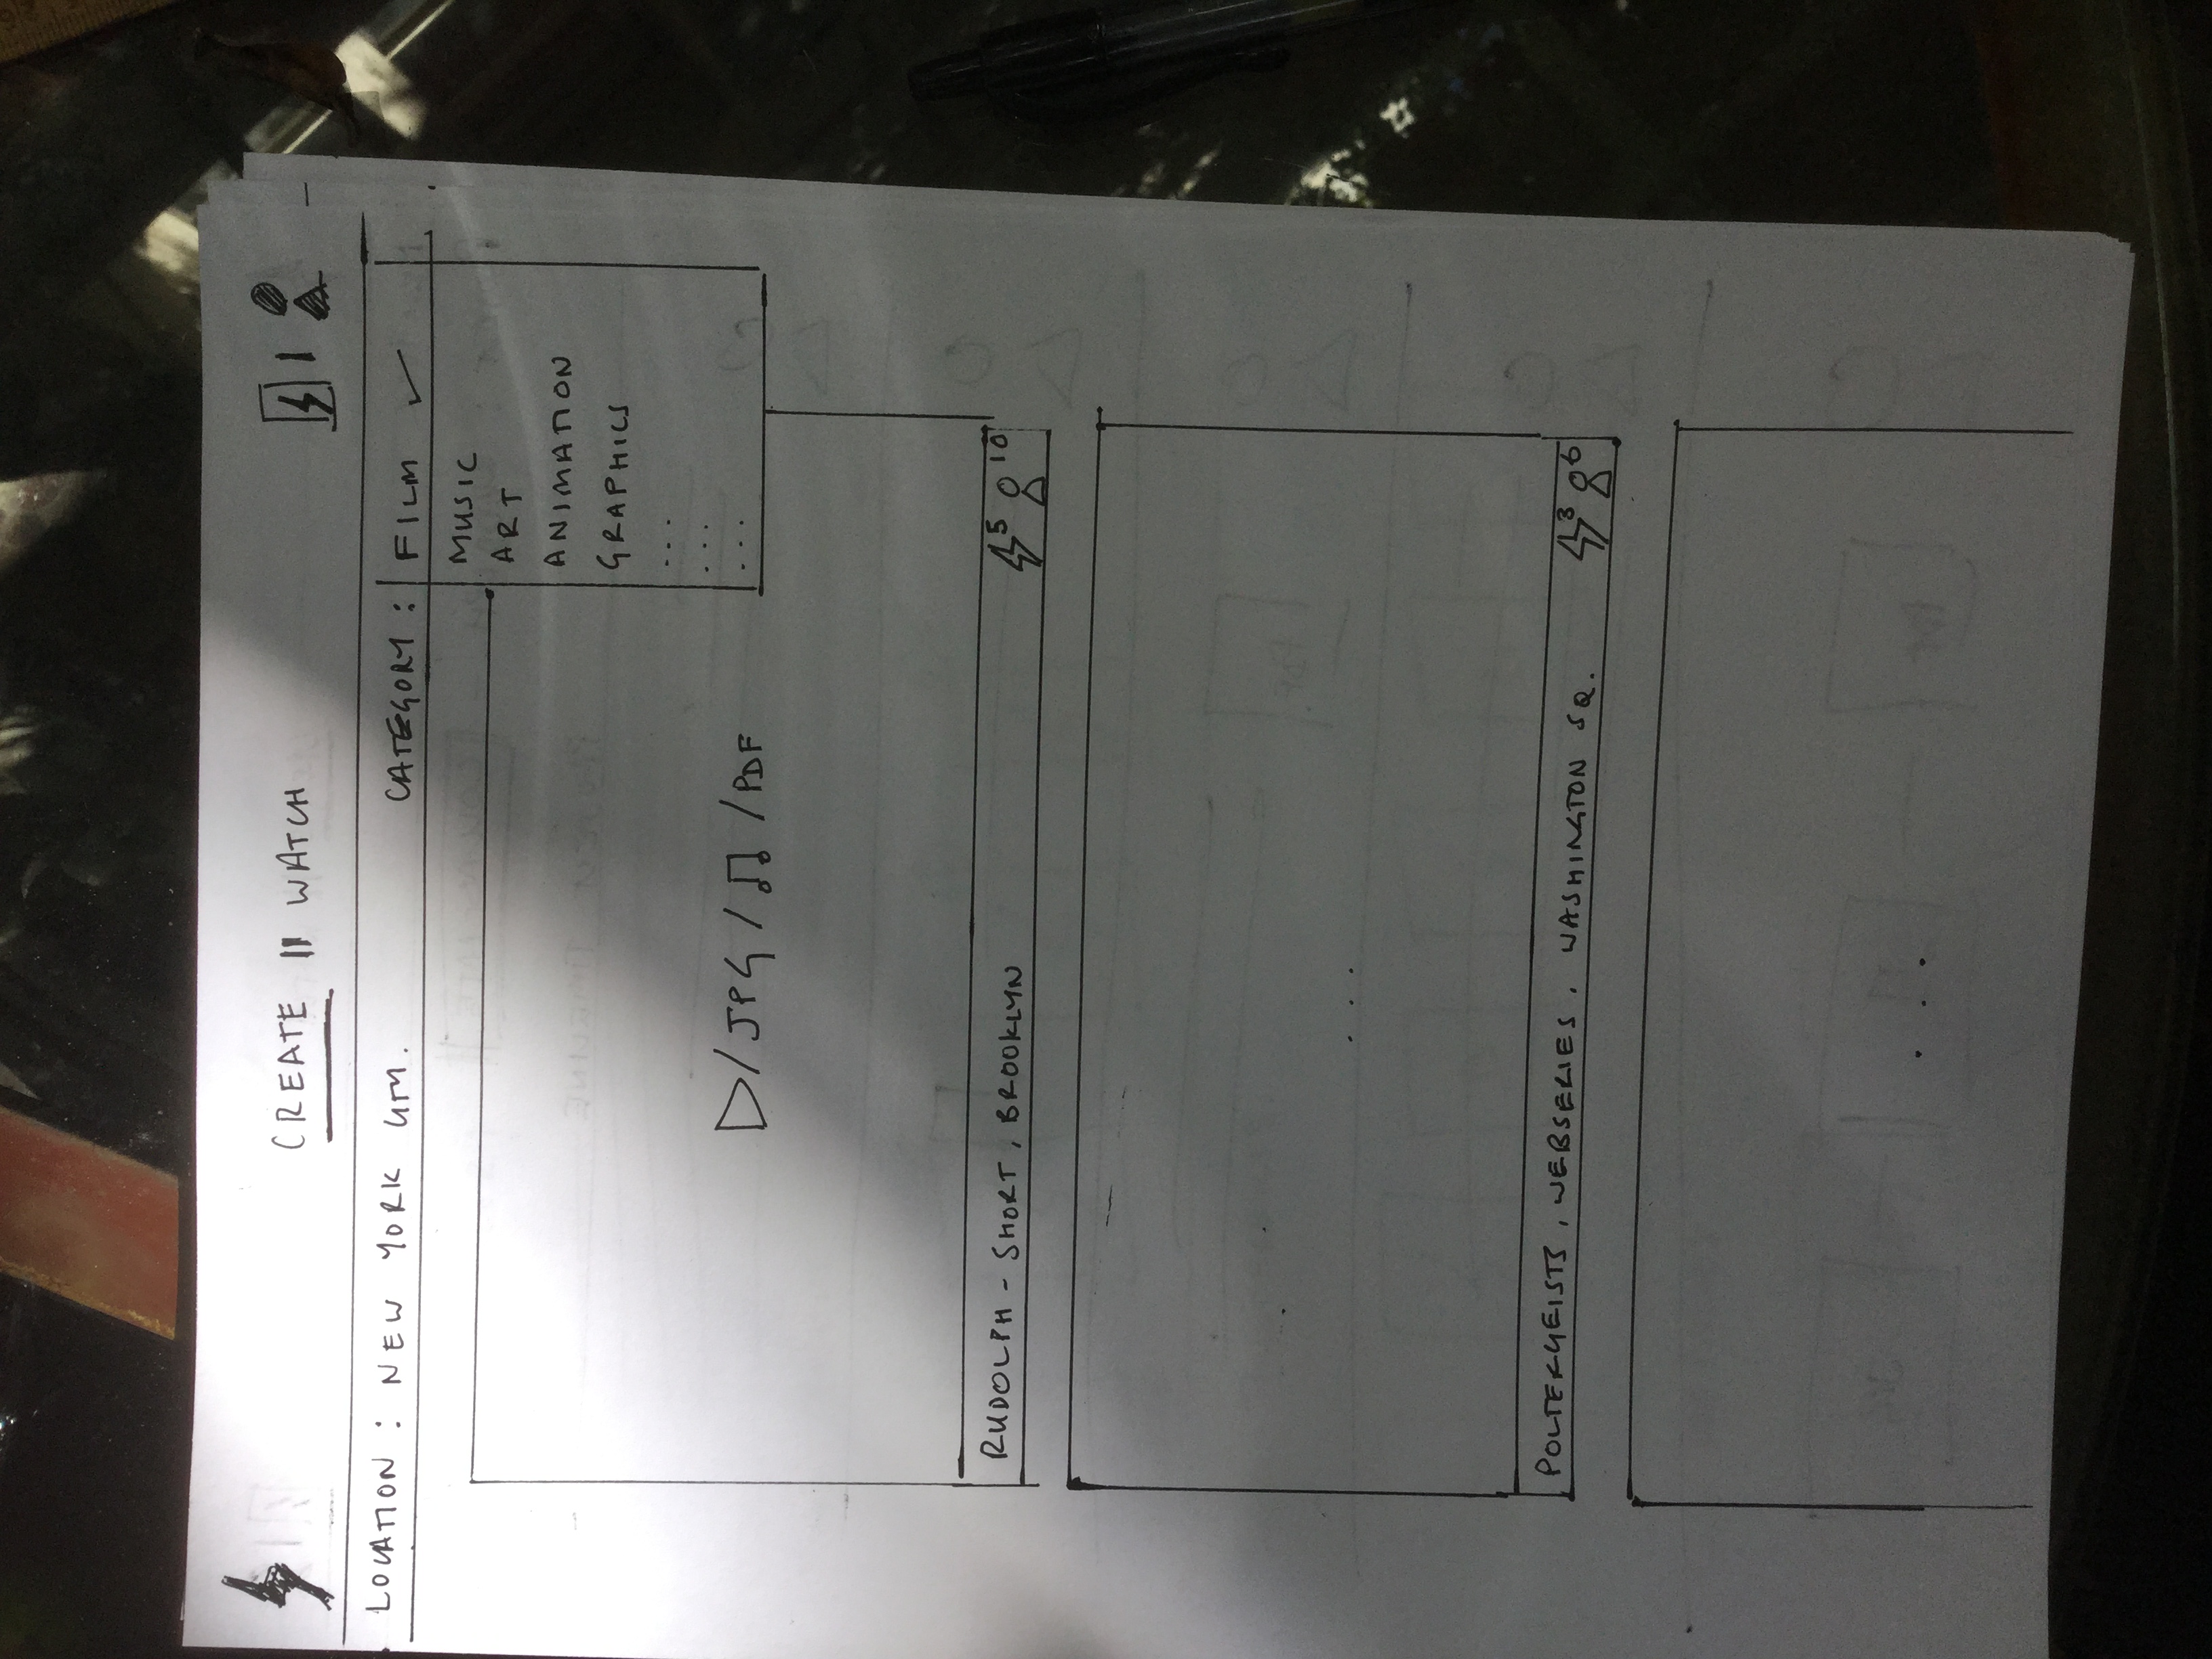 CREATE || WATCH
LOCATION : NEW YORK CITY.
CATEGORY : FILM ✓
MUSIC
ART
ANIMATION
GRAPHICS
...
...
...
/ JPG / ♫ / PDF
RUDOLPH - SHORT, BROOKLYN
5 10
...
POLTERGEISTS, WEBSERIES, WASHINGTON SQ.
3 6
...